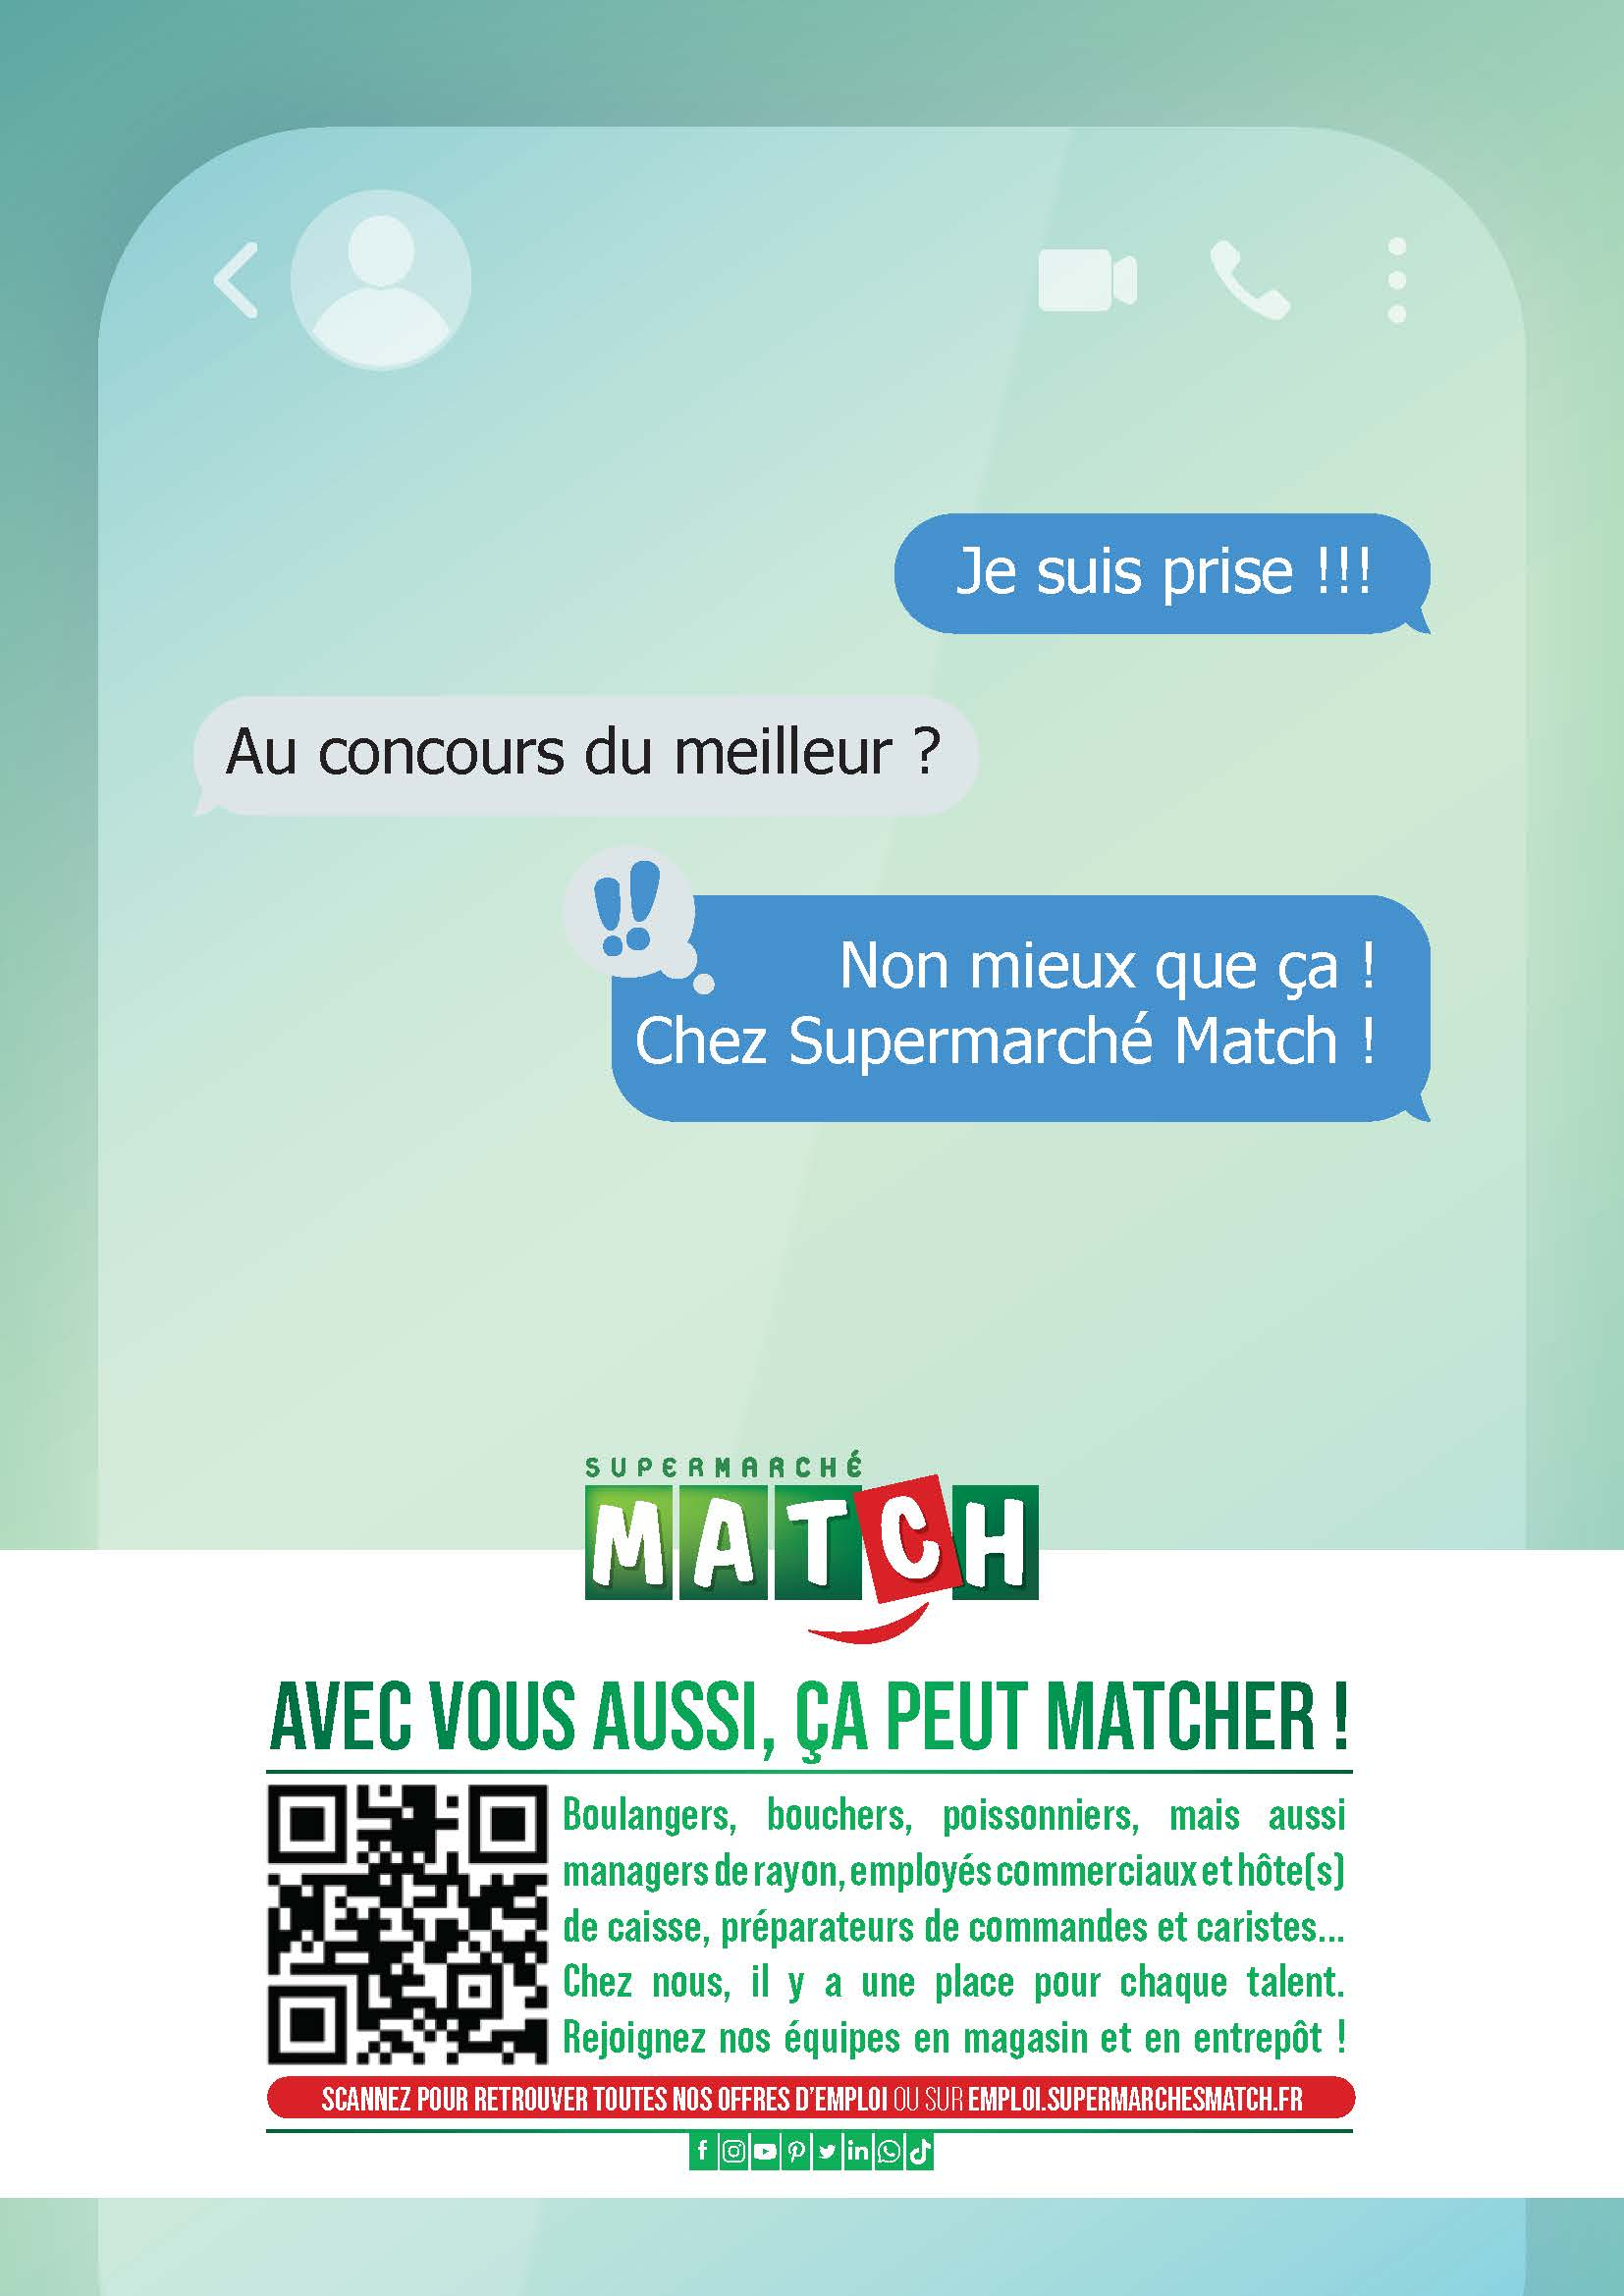 Je suis prise !!!
Au concours du meilleur ?
!!
Non mieux que ça !
Chez Supermarché Match !
SUPERMARCHÉ
MATCH
AVEC VOUS AUSSI, ÇA PEUT MATCHER !
Boulangers, bouchers, poissonniers, mais aussi
managers de rayon, employés commerciaux et hôte(s)
de caisse, préparateurs de commandes et caristes...
Chez nous, il y a une place pour chaque talent.
Rejoignez nos équipes en magasin et en entrepôt !
SCANNEZ POUR RETROUVER TOUTES NOS OFFRES D'EMPLOI OU SUR EMPLOI.SUPERMARCHESMATCH.FR